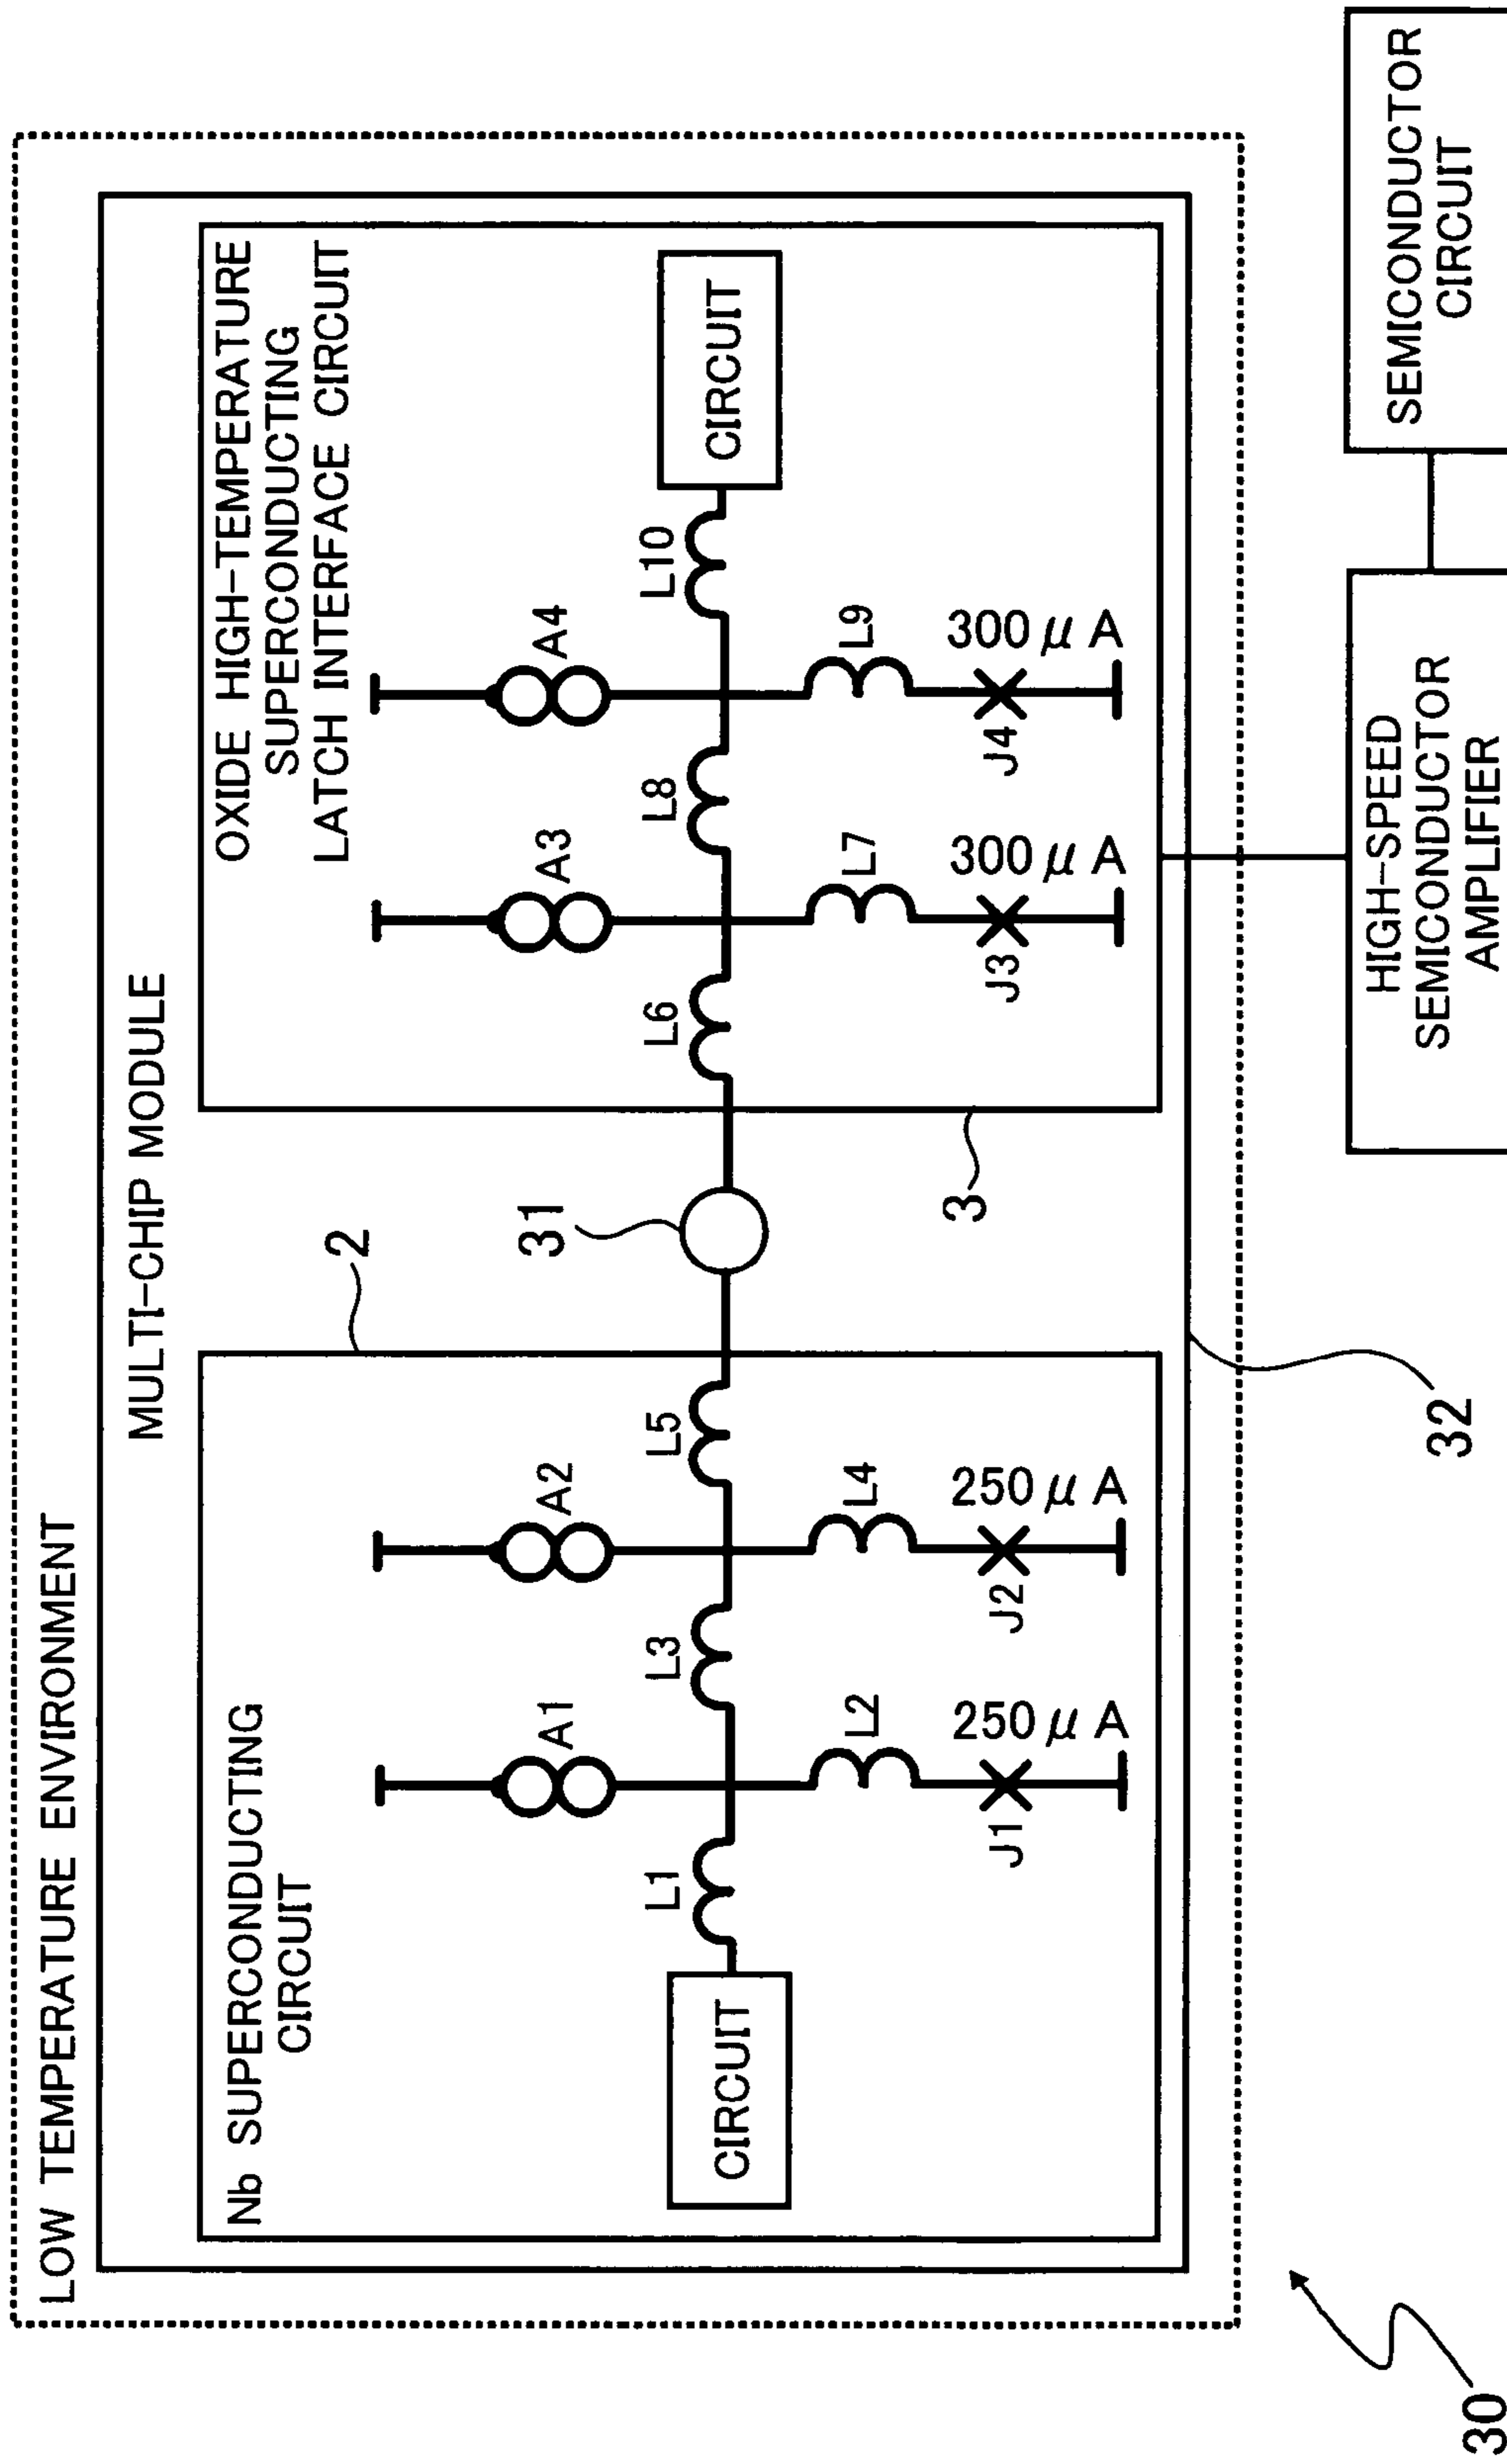 LOW TEMPERATURE ENVIRONMENT
MULTI-CHIP MODULE
Nb SUPERCONDUCTING
CIRCUIT
2
A1
A2
CIRCUIT
L1
L3
L5
L2
L4
J1
250 μ A
J2
250 μ A
31
OXIDE HIGH-TEMPERATURE
SUPERCONDUCTING
LATCH INTERFACE CIRCUIT
A3
A4
L6
L8
L10
CIRCUIT
L7
L9
J3
300 μ A
J4
300 μ A
3
32
30
HIGH-SPEED
SEMICONDUCTOR
AMPLIFIER
SEMICONDUCTOR
CIRCUIT